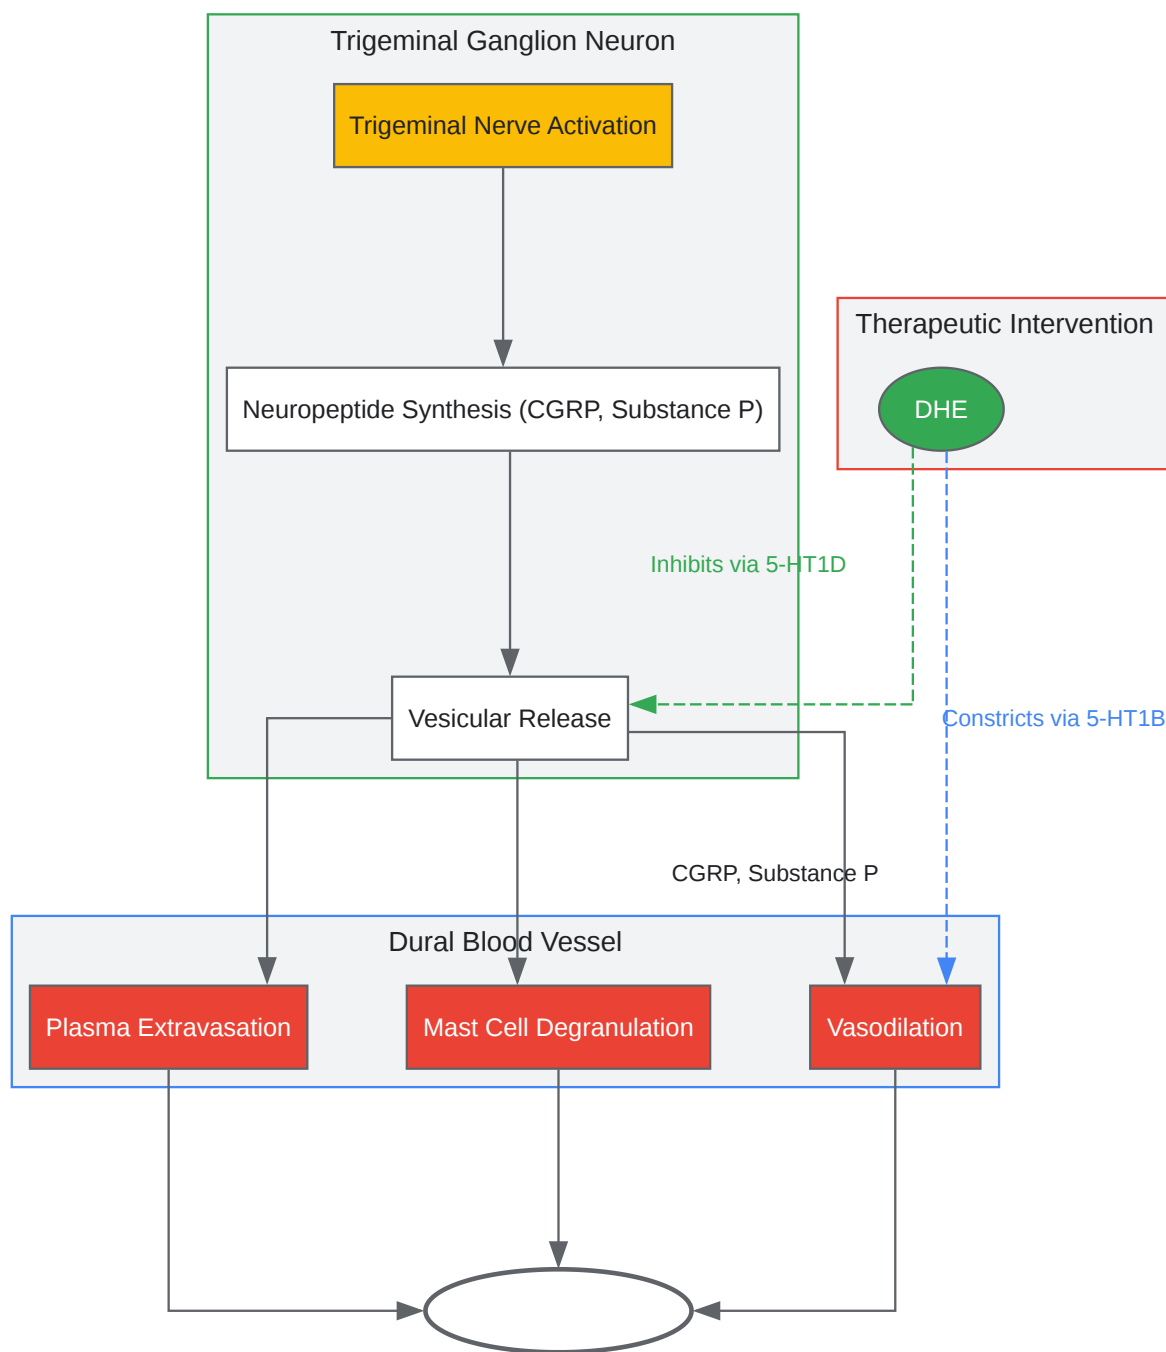 Trigeminal Ganglion Neuron
Trigeminal Nerve Activation
Therapeutic Intervention
Neuropeptide Synthesis (CGRP, Substance P)
DHE
Inhibits via 5-HT1D
Vesicular Release
Constricts via 5-HT1B
CGRP, Substance P
Dural Blood Vessel
Plasma Extravasation
Mast Cell Degranulation
Vasodilation